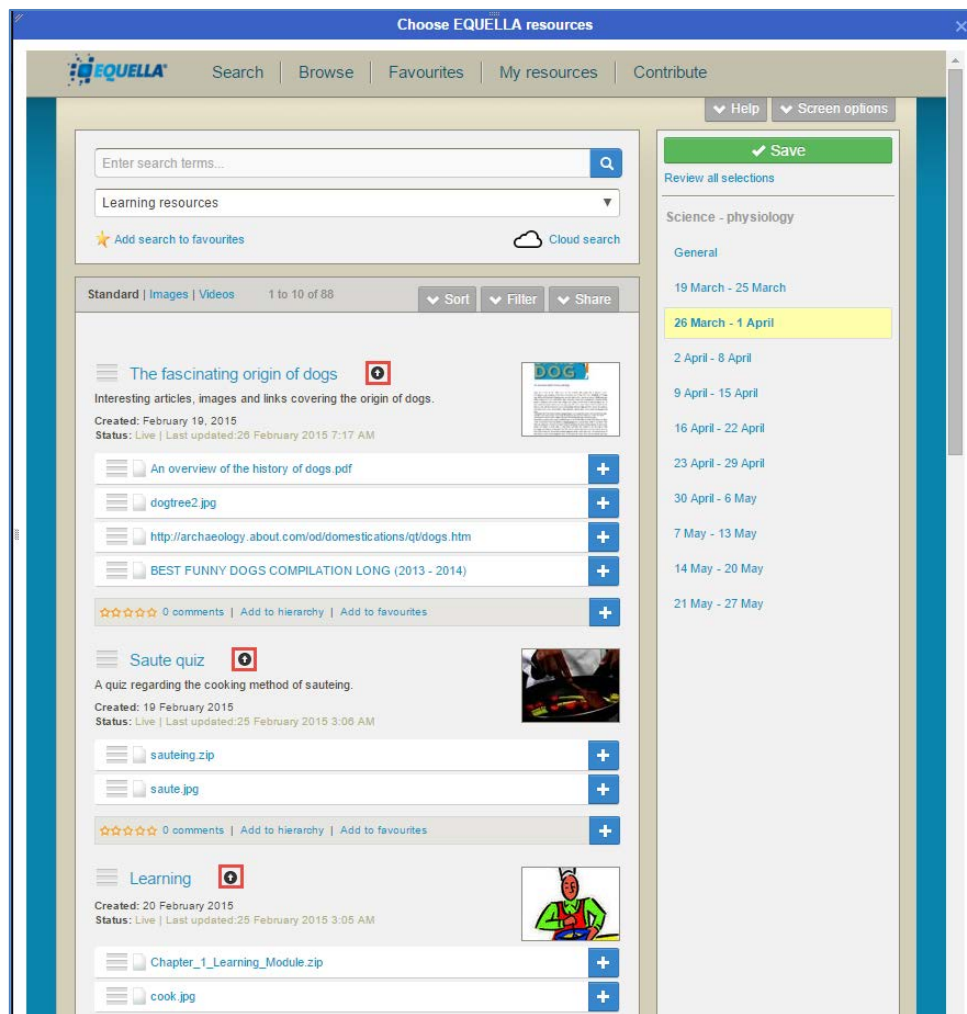 Choose EQUELLA resources
EQUELLA
Search | Browse | Favourites | My resources | Contribute
Help
Screen options
Enter search terms...
Learning resources
Add search to favourites
Cloud search
Standard | Images | Videos
1 to 10 of 88
Sort
Filter
Share
The fascinating origin of dogs
DOG
Interesting articles, images and links covering the origin of dogs.
Created: February 19, 2015
Status: Live | Last updated:26 February 2015 7:17 AM
An overview of the history of dogs.pdf
dogtree2.jpg
http://archaeology.about.com/od/domestications/qt/dogs.htm
BEST FUNNY DOGS COMPILATION LONG (2013 - 2014)
0 comments | Add to hierarchy | Add to favourites
Saute quiz
A quiz regarding the cooking method of sauteing.
Created: 19 February 2015
Status: Live | Last updated:25 February 2015 3:06 AM
sauteing.zip
saute.jpg
0 comments | Add to hierarchy | Add to favourites
Learning
Created: 20 February 2015
Status: Live | Last updated:25 February 2015 3:05 AM
Chapter_1_Learning_Module.zip
cook.jpg
Save
Review all selections
Science - physiology
General
19 March - 25 March
26 March - 1 April
2 April - 8 April
9 April - 15 April
16 April - 22 April
23 April - 29 April
30 April - 6 May
7 May - 13 May
14 May - 20 May
21 May - 27 May